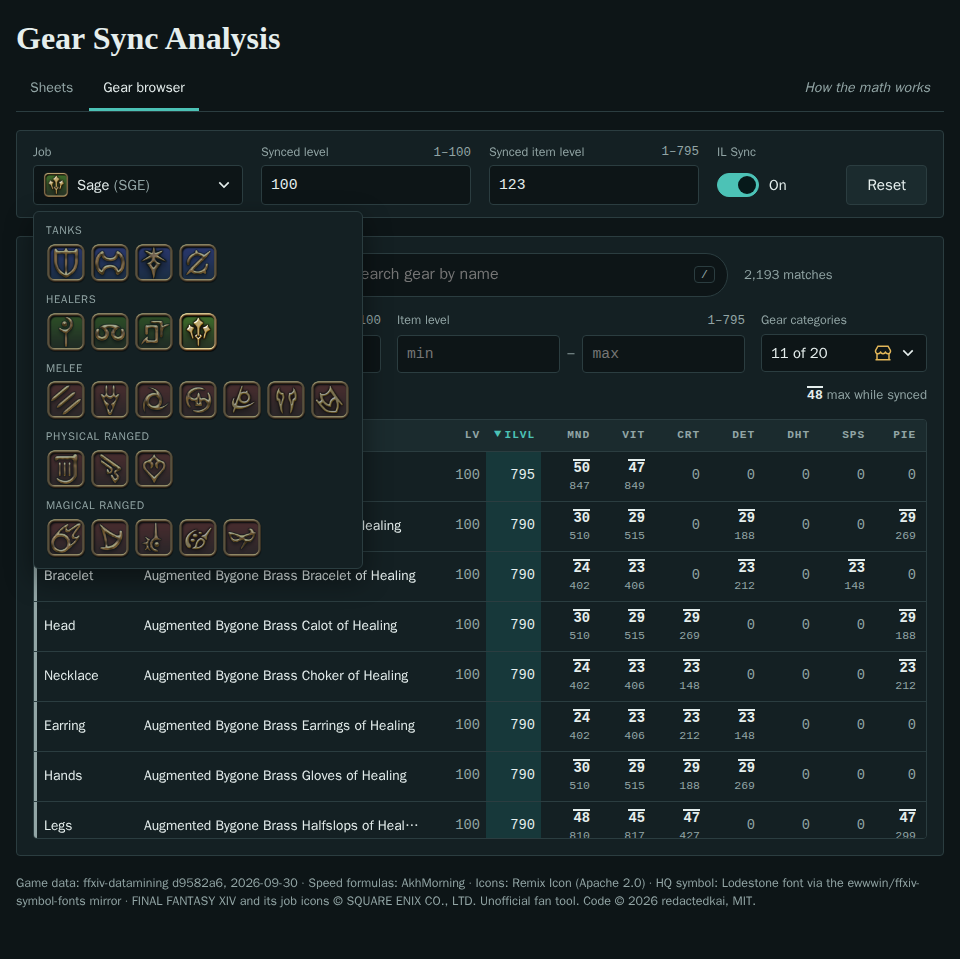 Gear Sync Analysis
Sheets Gear browser How the math works
Job Synced level 1–100 Synced item level 1–795 IL Sync
Sage (SGE) 100 123 On Reset
TANKS
HEALERS
MELEE
PHYSICAL RANGED
MAGICAL RANGED
earch gear by name / 2,193 matches
100 Item level 1–795 Gear categories
min – max 11 of 20
48 max while synced
LV ▼ILVL MND VIT CRT DET DHT SPS PIE
100 795 50 47 0 0 0 0 0
847 849
ealing 100 790 30 29 0 29 0 0 29
510 515 188 269
Bracelet Augmented Bygone Brass Bracelet of Healing 100 790 24 23 0 23 0 23 0
402 406 212 148
Head Augmented Bygone Brass Calot of Healing 100 790 30 29 29 0 0 0 29
510 515 269 188
Necklace Augmented Bygone Brass Choker of Healing 100 790 24 23 23 0 0 0 23
402 406 148 212
Earring Augmented Bygone Brass Earrings of Healing 100 790 24 23 23 23 0 0 0
402 406 212 148
Hands Augmented Bygone Brass Gloves of Healing 100 790 30 29 29 29 0 0 0
510 515 188 269
Legs Augmented Bygone Brass Halfslops of Heal⋯ 100 790 48 45 47 0 0 0 47
810 817 427 299
Game data: ffxiv-datamining d9582a6, 2026-09-30 · Speed formulas: AkhMorning · Icons: Remix Icon (Apache 2.0) · HQ symbol: Lodestone font via the ewwwin/ffxiv-
symbol-fonts mirror · FINAL FANTASY XIV and its job icons © SQUARE ENIX CO., LTD. Unofficial fan tool. Code © 2026 redactedkai, MIT.